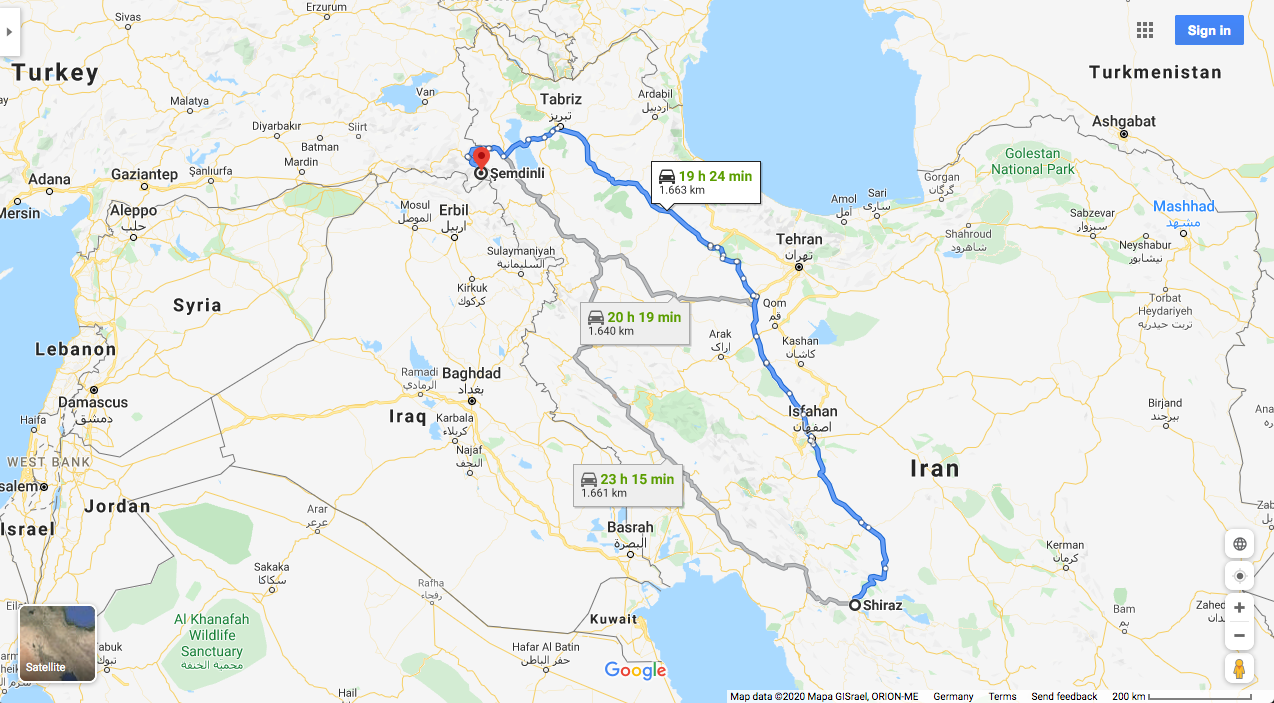 Sivas
Erzurum
Sign in
Turkey
Turkmenistan
Malatya
Van
Tabriz
تبریز
Ardabil
اردبیل
Diyarbakır
Siirt
Batman
Mardin
Ashgabat
Adana
Gaziantep
Şanlıurfa
Şemdinli
19 h 24 min
1.663 km
Golestan
National Park
Gorgan
گرگان
Mersin
Aleppo
حلب
Mosul
الموصل
Erbil
اربيل
Amol
آمل
Sari
ساری
Sabzevar
سبزوار
Mashhad
مشهد
Shahroud
شاهرود
Neyshabur
نیشابور
Sulaymaniyah
السليمانية
Tehran
تهران
Syria
Kirkuk
كركوك
20 h 19 min
1.640 km
Qom
قم
Torbat
Heydariyeh
تربت حیدریه
Arak
اراک
Kashan
کاشان
Lebanon
Ramadi
الرمادي
Baghdad
بغداد
Damascus
دمشق
Iraq
Karbala
كربلاء
Isfahan
اصفهان
Birjand
بیرجند
Haifa
Najaf
النجف
WEST BANK
Iran
salem
23 h 15 min
1.661 km
Jordan
Israel
Arar
عرعر
Basrah
البصرة
Sakaka
سكاكا
Kerman
کرمان
Rafha
رفحاء
Shiraz
Eil
Al Khanafah
Wildlife
Sanctuary
محمية الخنفة
Kuwait
Bam
بم
Zahed
Satellite
abuk
تبوك
Hafar Al Batin
حفر الباطن
Google
Hail
Map data ©2020 Mapa GISrael, ORION-ME
Germany
Terms
Send feedback
200 km